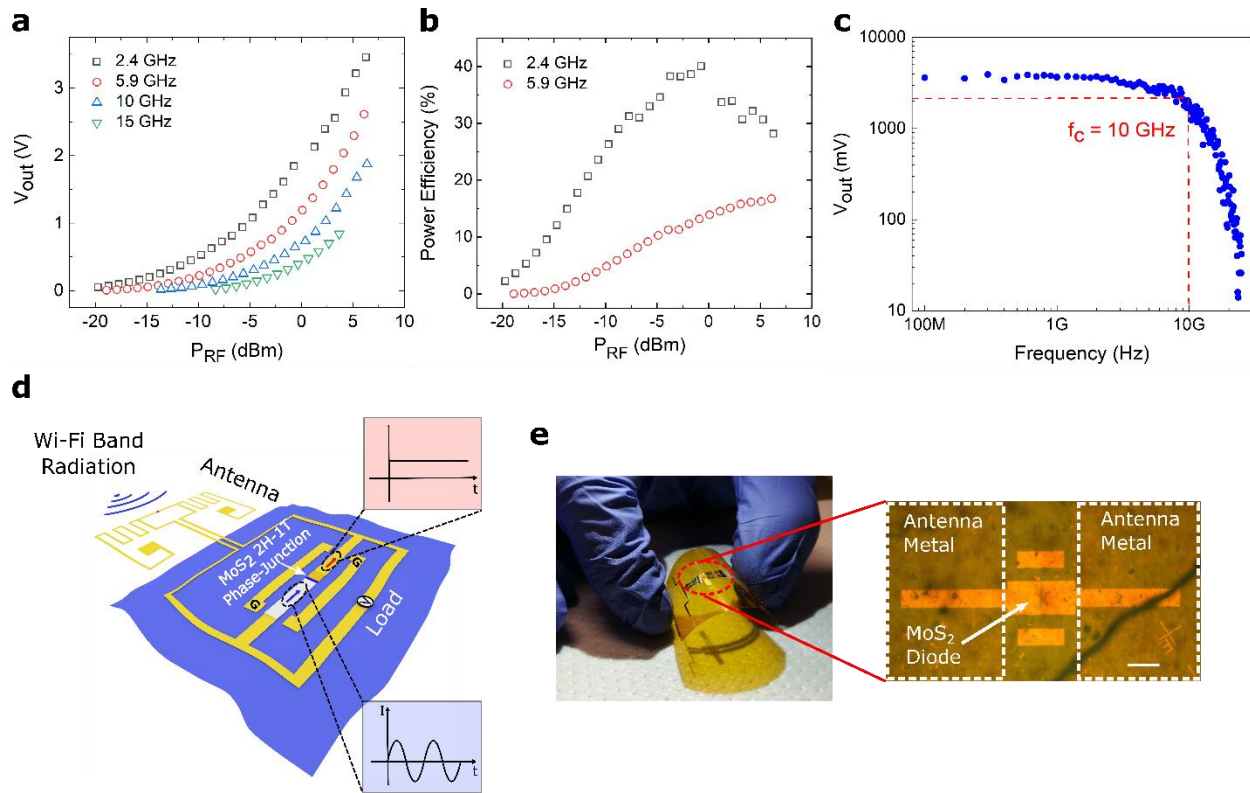 a
2.4 GHz
5.9 GHz
10 GHz
15 GHz
3
2
1
0
-20 -15 -10 -5 0 5 10
Vout (V)
PRF (dBm)
b
2.4 GHz
5.9 GHz
40
30
20
10
0
-20 -15 -10 -5 0 5 10
Power Efficiency (%)
PRF (dBm)
c
10000
1000
100
10
fC = 10 GHz
100M 1G 10G
Vout (mV)
Frequency (Hz)
d
Wi-Fi Band
Radiation
Antenna
MoS2 2H-1T
Phase-Junction
G
G
V
Load
t
I
t
e
Antenna
Metal
Antenna
Metal
MoS2
Diode